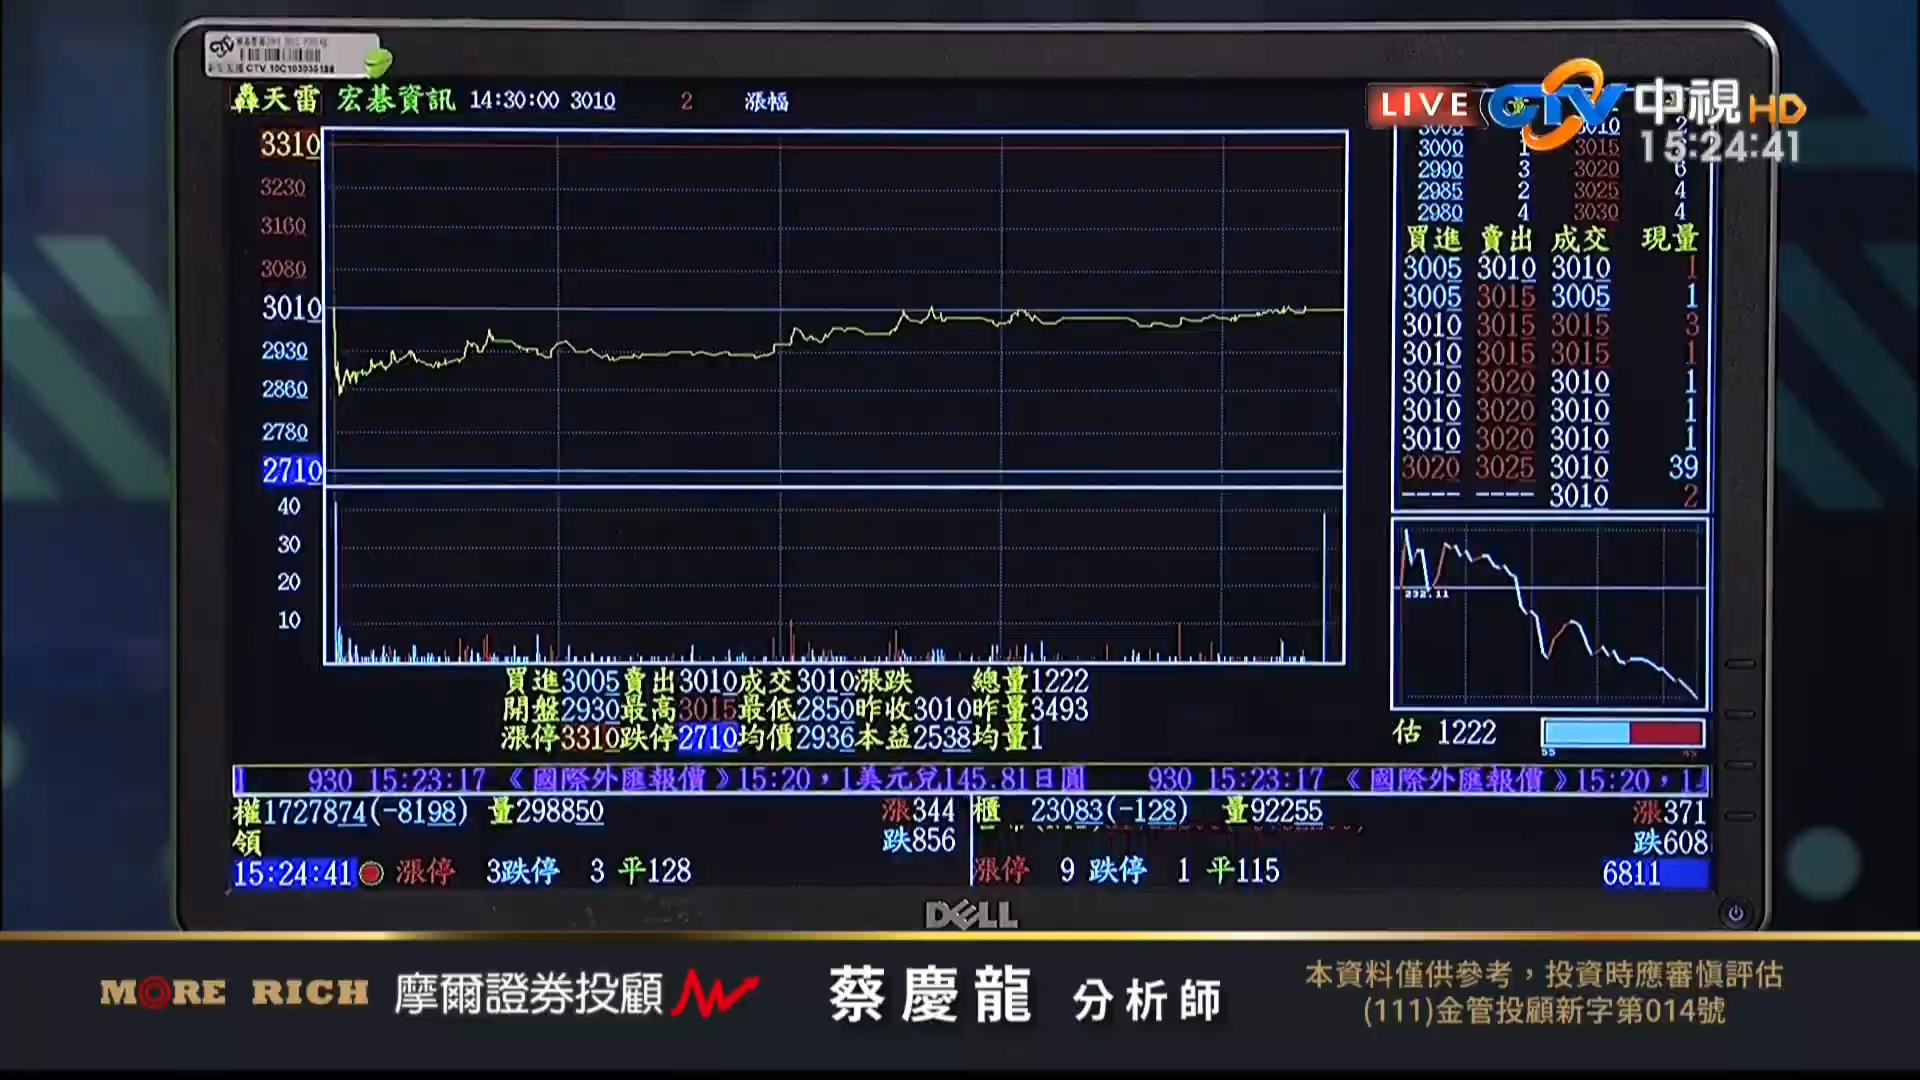 CTV 10C103030188
轟天雷 宏碁資訊 14:30:00 3010 2 漲幅
LIVE CTV 中視 HD
15:24:41
3310
3230
3160
3080
3010
2930
2860
2780
2710
40
30
20
10
3000 1 3015
2990 3 3020 6
2985 2 3025 4
2980 4 3030 4
買進 賣出 成交 現量
3005 3010 3010 1
3005 3015 3005 1
3010 3015 3015 3
3010 3015 3015 1
3010 3020 3010 1
3010 3020 3010 1
3010 3020 3010 1
3020 3025 3010 39
---- ---- 3010 2
232.11
估 1222
55 45
買進3005賣出3010成交3010漲跌 總量1222
開盤2930最高3015最低2850昨收3010昨量3493
漲停3310跌停2710均價2936本益2538均量1
930 15:23:17 《國際外匯報價》15:20，1美元兌145.81日圓 930 15:23:17 《國際外匯報價》15:20，1
權1727874(-8198) 量298850 漲344 櫃 23083(-128) 量92255 漲371
領 跌856 跌608
15:24:41 漲停 3跌停 3 平128 漲停 9 跌停 1 平115 6811
DELL
MORE RICH 摩爾證券投顧 蔡慶龍 分析師
本資料僅供參考，投資時應審慎評估
(111)金管投顧新字第014號